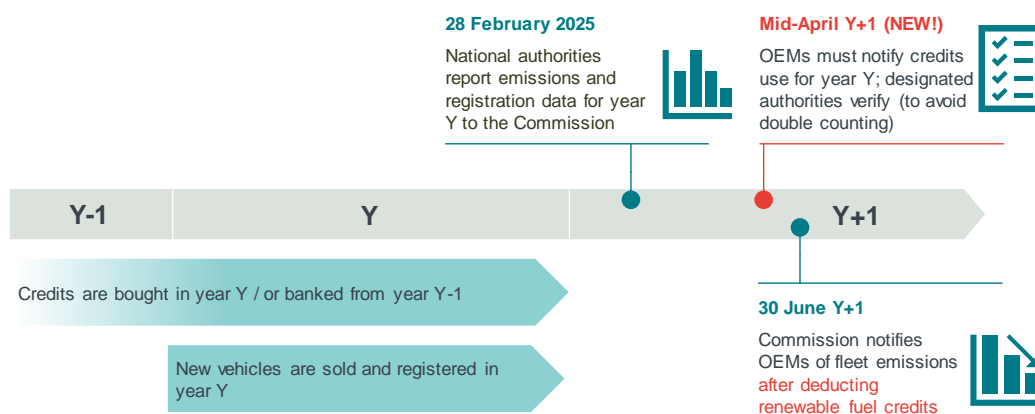 28 February 2025
National authorities
report emissions and
registration data for year
Y to the Commission
Mid-April Y+1 (NEW!)
OEMs must notify credits
use for year Y; designated
authorities verify (to avoid
double counting)
Y-1
Y
Y+1
Credits are bought in year Y / or banked from year Y-1
New vehicles are sold and registered in
year Y
30 June Y+1
Commission notifies
OEMs of fleet emissions
after deducting
renewable fuel credits